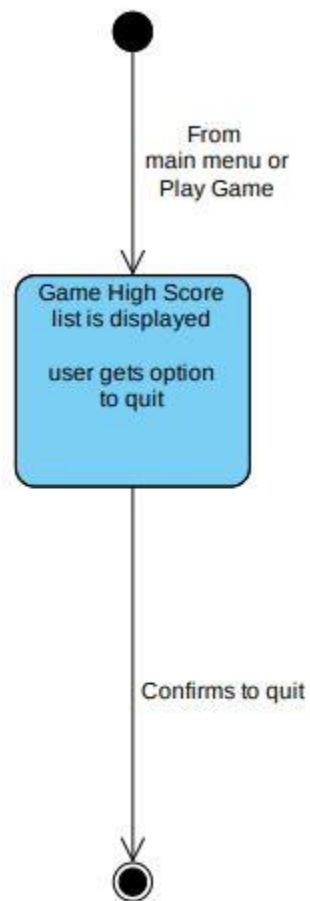 From
main menu or
Play Game
Game High Score
list is displayed
user gets option
to quit
Confirms to quit